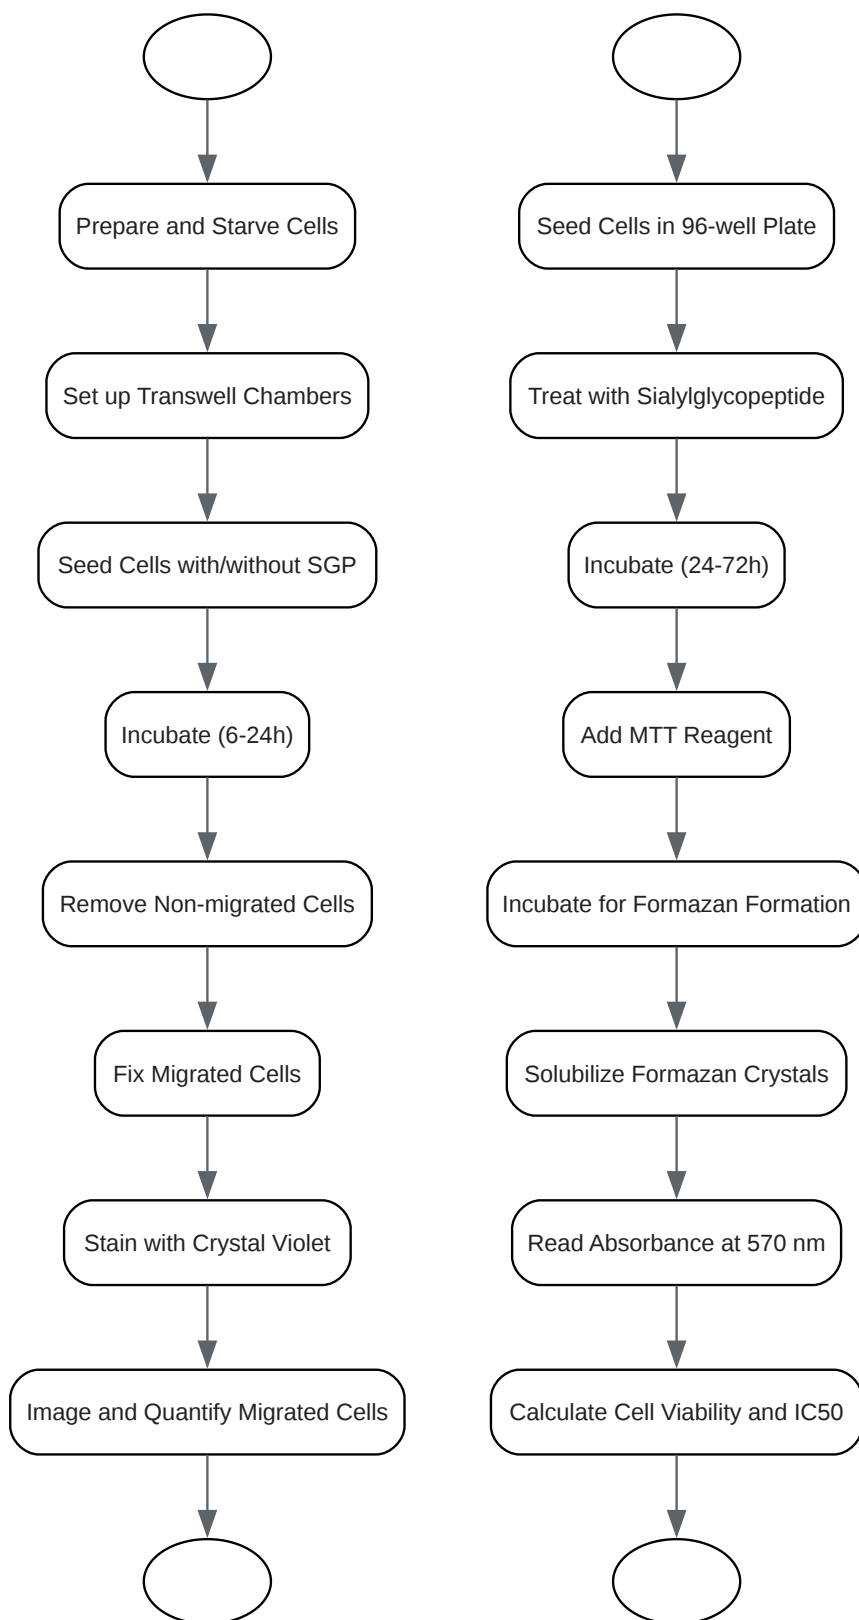 Prepare and Starve Cells
Set up Transwell Chambers
Seed Cells with/without SGP
Incubate (6-24h)
Remove Non-migrated Cells
Fix Migrated Cells
Stain with Crystal Violet
Image and Quantify Migrated Cells
Seed Cells in 96-well Plate
Treat with Sialylglycopeptide
Incubate (24-72h)
Add MTT Reagent
Incubate for Formazan Formation
Solubilize Formazan Crystals
Read Absorbance at 570 nm
Calculate Cell Viability and IC50